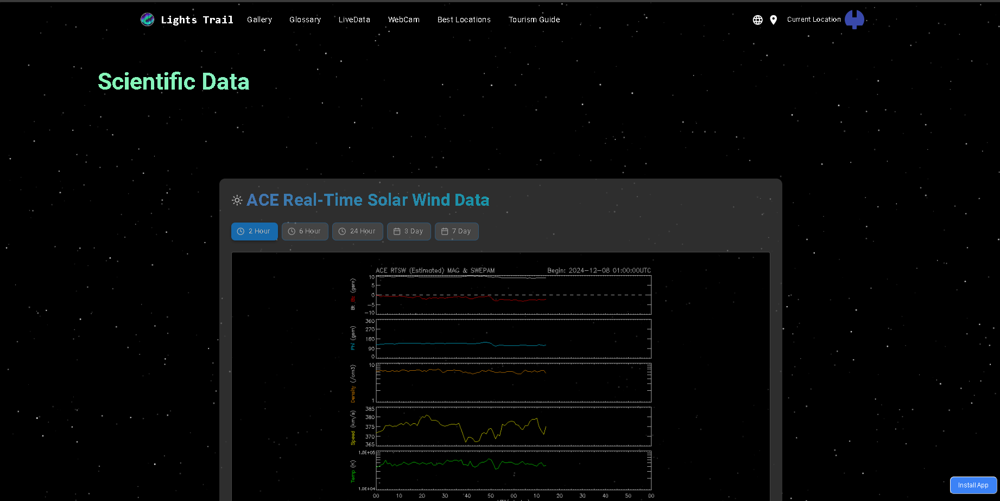 Lights Trail Gallery Glossary LiveData WebCam Best Locations Tourism Guide Current Location
Scientific Data
ACE Real-Time Solar Wind Data
2 Hour 6 Hour 24 Hour 3 Day 7 Day
ACE RTSW (Estimated) MAG & SWEPAM Begin: 2024-12-08 01:00:00UTC
Bt Bz (gsm)
10
5
0
-5
-10
Phi (gsm)
360
270
180
90
0
Density (/cm3)
10
1
Speed (km/s)
385
380
375
370
365
Temp (K)
1.0E+05
1.0E+04
00 10 20 30 40 50 00 10 20 30 40 50 00
Install App